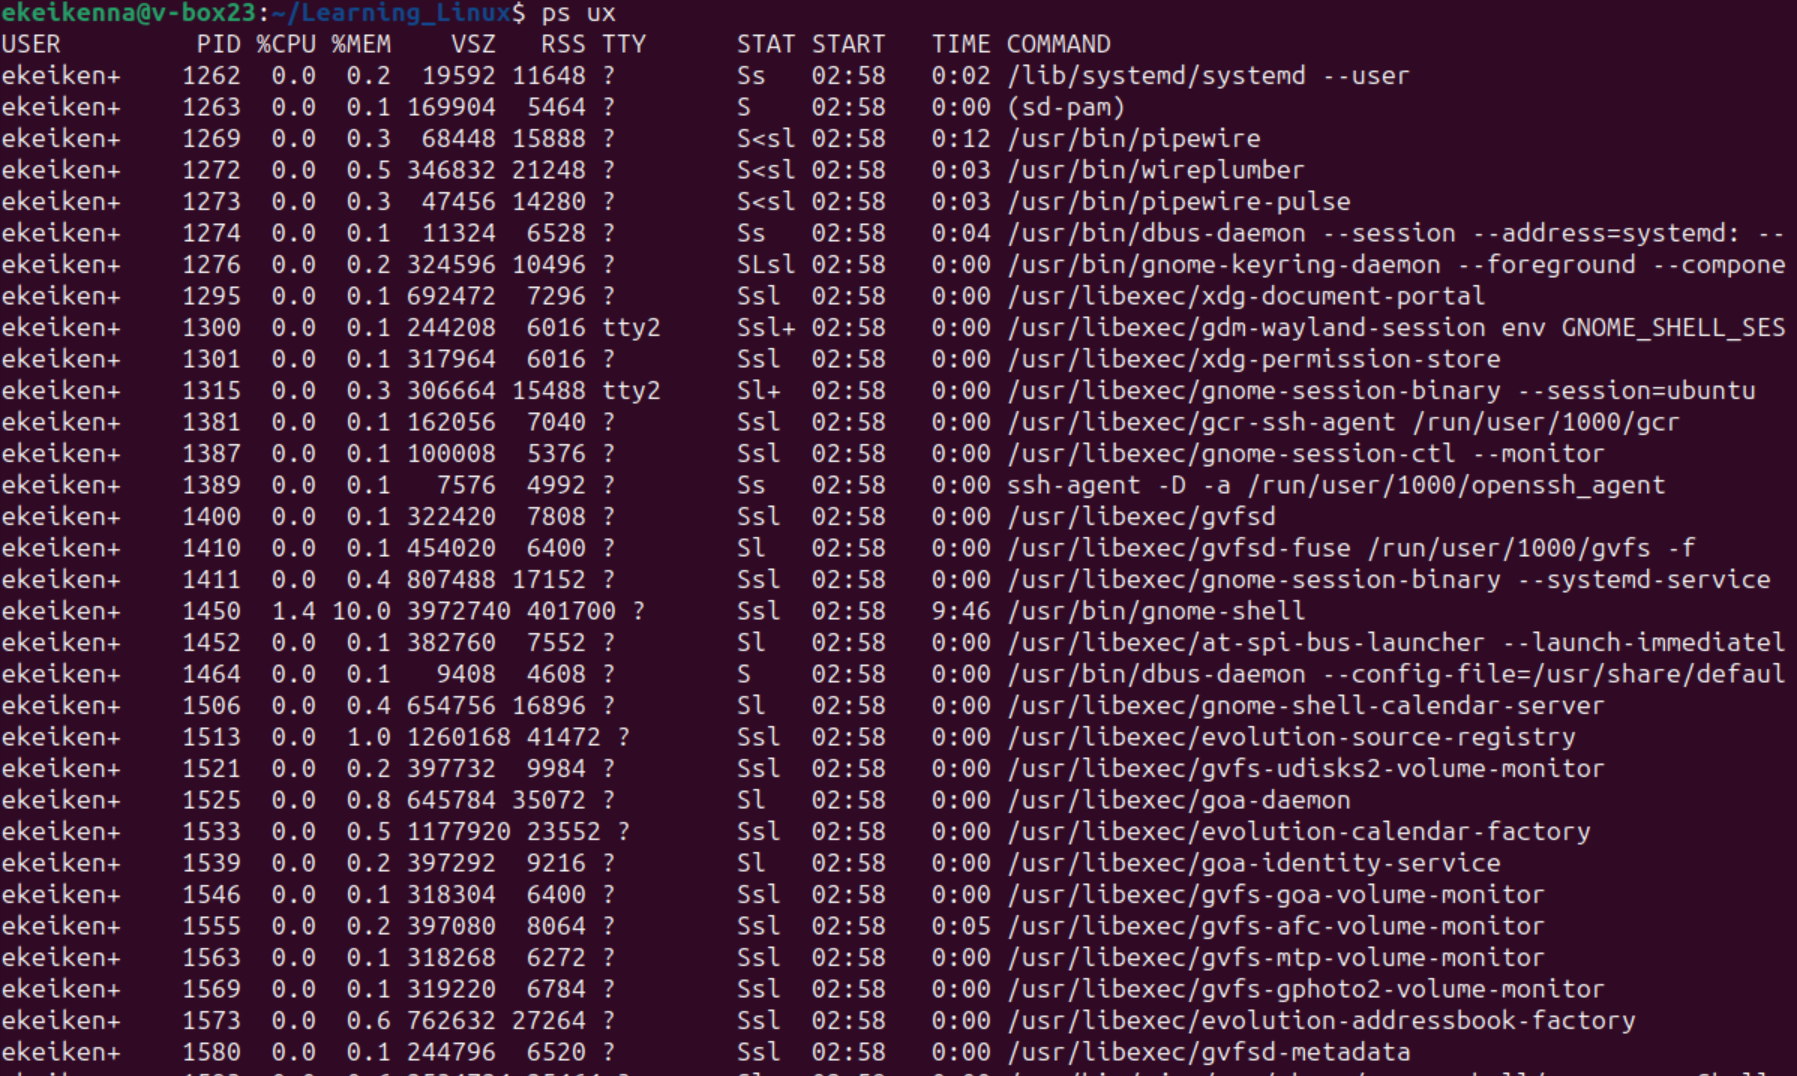 ekeikenna@v-box23:~/Learning_Linux$ ps ux
USER         PID %CPU %MEM    VSZ   RSS TTY      STAT START   TIME COMMAND
ekeiken+    1262  0.0  0.2  19592 11648 ?        Ss   02:58   0:02 /lib/systemd/systemd --user
ekeiken+    1263  0.0  0.1 169904  5464 ?        S    02:58   0:00 (sd-pam)
ekeiken+    1269  0.0  0.3  68448 15888 ?        S<sl 02:58   0:12 /usr/bin/pipewire
ekeiken+    1272  0.0  0.5 346832 21248 ?        S<sl 02:58   0:03 /usr/bin/wireplumber
ekeiken+    1273  0.0  0.3  47456 14280 ?        S<sl 02:58   0:03 /usr/bin/pipewire-pulse
ekeiken+    1274  0.0  0.1  11324  6528 ?        Ss   02:58   0:04 /usr/bin/dbus-daemon --session --address=systemd: --
ekeiken+    1276  0.0  0.2 324596 10496 ?        SLsl 02:58   0:00 /usr/bin/gnome-keyring-daemon --foreground --compone
ekeiken+    1295  0.0  0.1 692472  7296 ?        Ssl  02:58   0:00 /usr/libexec/xdg-document-portal
ekeiken+    1300  0.0  0.1 244208  6016 tty2     Ssl+ 02:58   0:00 /usr/libexec/gdm-wayland-session env GNOME_SHELL_SES
ekeiken+    1301  0.0  0.1 317964  6016 ?        Ssl  02:58   0:00 /usr/libexec/xdg-permission-store
ekeiken+    1315  0.0  0.3 306664 15488 tty2     Sl+  02:58   0:00 /usr/libexec/gnome-session-binary --session=ubuntu
ekeiken+    1381  0.0  0.1 162056  7040 ?        Ssl  02:58   0:00 /usr/libexec/gcr-ssh-agent /run/user/1000/gcr
ekeiken+    1387  0.0  0.1 100008  5376 ?        Ssl  02:58   0:00 /usr/libexec/gnome-session-ctl --monitor
ekeiken+    1389  0.0  0.1   7576  4992 ?        Ss   02:58   0:00 ssh-agent -D -a /run/user/1000/openssh_agent
ekeiken+    1400  0.0  0.1 322420  7808 ?        Ssl  02:58   0:00 /usr/libexec/gvfsd
ekeiken+    1410  0.0  0.1 454020  6400 ?        Sl   02:58   0:00 /usr/libexec/gvfsd-fuse /run/user/1000/gvfs -f
ekeiken+    1411  0.0  0.4 807488 17152 ?        Ssl  02:58   0:00 /usr/libexec/gnome-session-binary --systemd-service
ekeiken+    1450  1.4 10.0 3972740 401700 ?      Ssl  02:58   9:46 /usr/bin/gnome-shell
ekeiken+    1452  0.0  0.1 382760  7552 ?        Sl   02:58   0:00 /usr/libexec/at-spi-bus-launcher --launch-immediatel
ekeiken+    1464  0.0  0.1   9408  4608 ?        S    02:58   0:00 /usr/bin/dbus-daemon --config-file=/usr/share/defaul
ekeiken+    1506  0.0  0.4 654756 16896 ?        Sl   02:58   0:00 /usr/libexec/gnome-shell-calendar-server
ekeiken+    1513  0.0  1.0 1260168 41472 ?       Ssl  02:58   0:00 /usr/libexec/evolution-source-registry
ekeiken+    1521  0.0  0.2 397732  9984 ?        Ssl  02:58   0:00 /usr/libexec/gvfs-udisks2-volume-monitor
ekeiken+    1525  0.0  0.8 645784 35072 ?        Sl   02:58   0:00 /usr/libexec/goa-daemon
ekeiken+    1533  0.0  0.5 1177920 23552 ?       Ssl  02:58   0:00 /usr/libexec/evolution-calendar-factory
ekeiken+    1539  0.0  0.2 397292  9216 ?        Sl   02:58   0:00 /usr/libexec/goa-identity-service
ekeiken+    1546  0.0  0.1 318304  6400 ?        Ssl  02:58   0:00 /usr/libexec/gvfs-goa-volume-monitor
ekeiken+    1555  0.0  0.2 397080  8064 ?        Ssl  02:58   0:05 /usr/libexec/gvfs-afc-volume-monitor
ekeiken+    1563  0.0  0.1 318268  6272 ?        Ssl  02:58   0:00 /usr/libexec/gvfs-mtp-volume-monitor
ekeiken+    1569  0.0  0.1 319220  6784 ?        Ssl  02:58   0:00 /usr/libexec/gvfs-gphoto2-volume-monitor
ekeiken+    1573  0.0  0.6 762632 27264 ?        Ssl  02:58   0:00 /usr/libexec/evolution-addressbook-factory
ekeiken+    1580  0.0  0.1 244796  6520 ?        Ssl  02:58   0:00 /usr/libexec/gvfsd-metadata